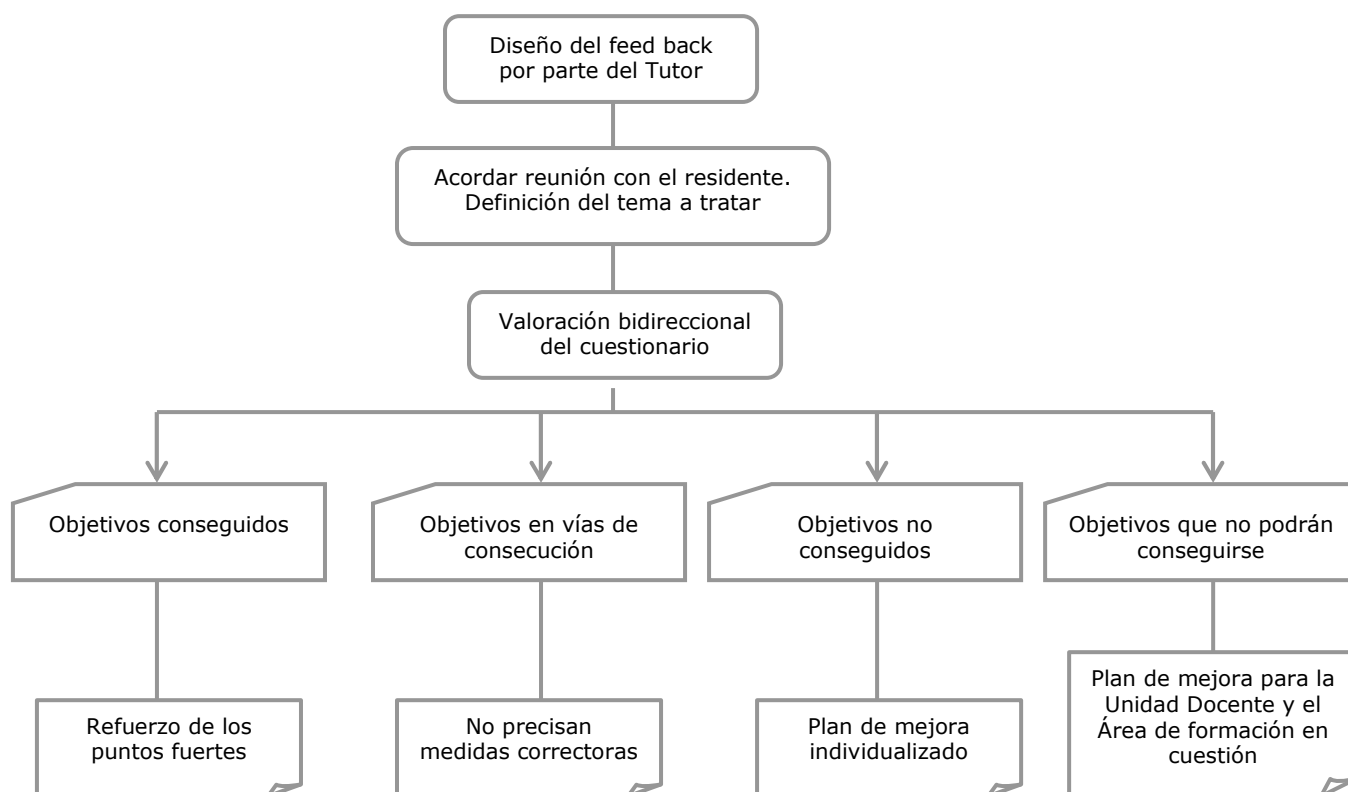 Diseño del feed back
por parte del Tutor
Acordar reunión con el residente.
Definición del tema a tratar
Valoración bidireccional
del cuestionario
Objetivos conseguidos
Objetivos en vías de
consecución
Objetivos no
conseguidos
Objetivos que no podrán
conseguirse
Refuerzo de los
puntos fuertes
No precisan
medidas correctoras
Plan de mejora
individualizado
Plan de mejora para la
Unidad Docente y el
Área de formación en
cuestión